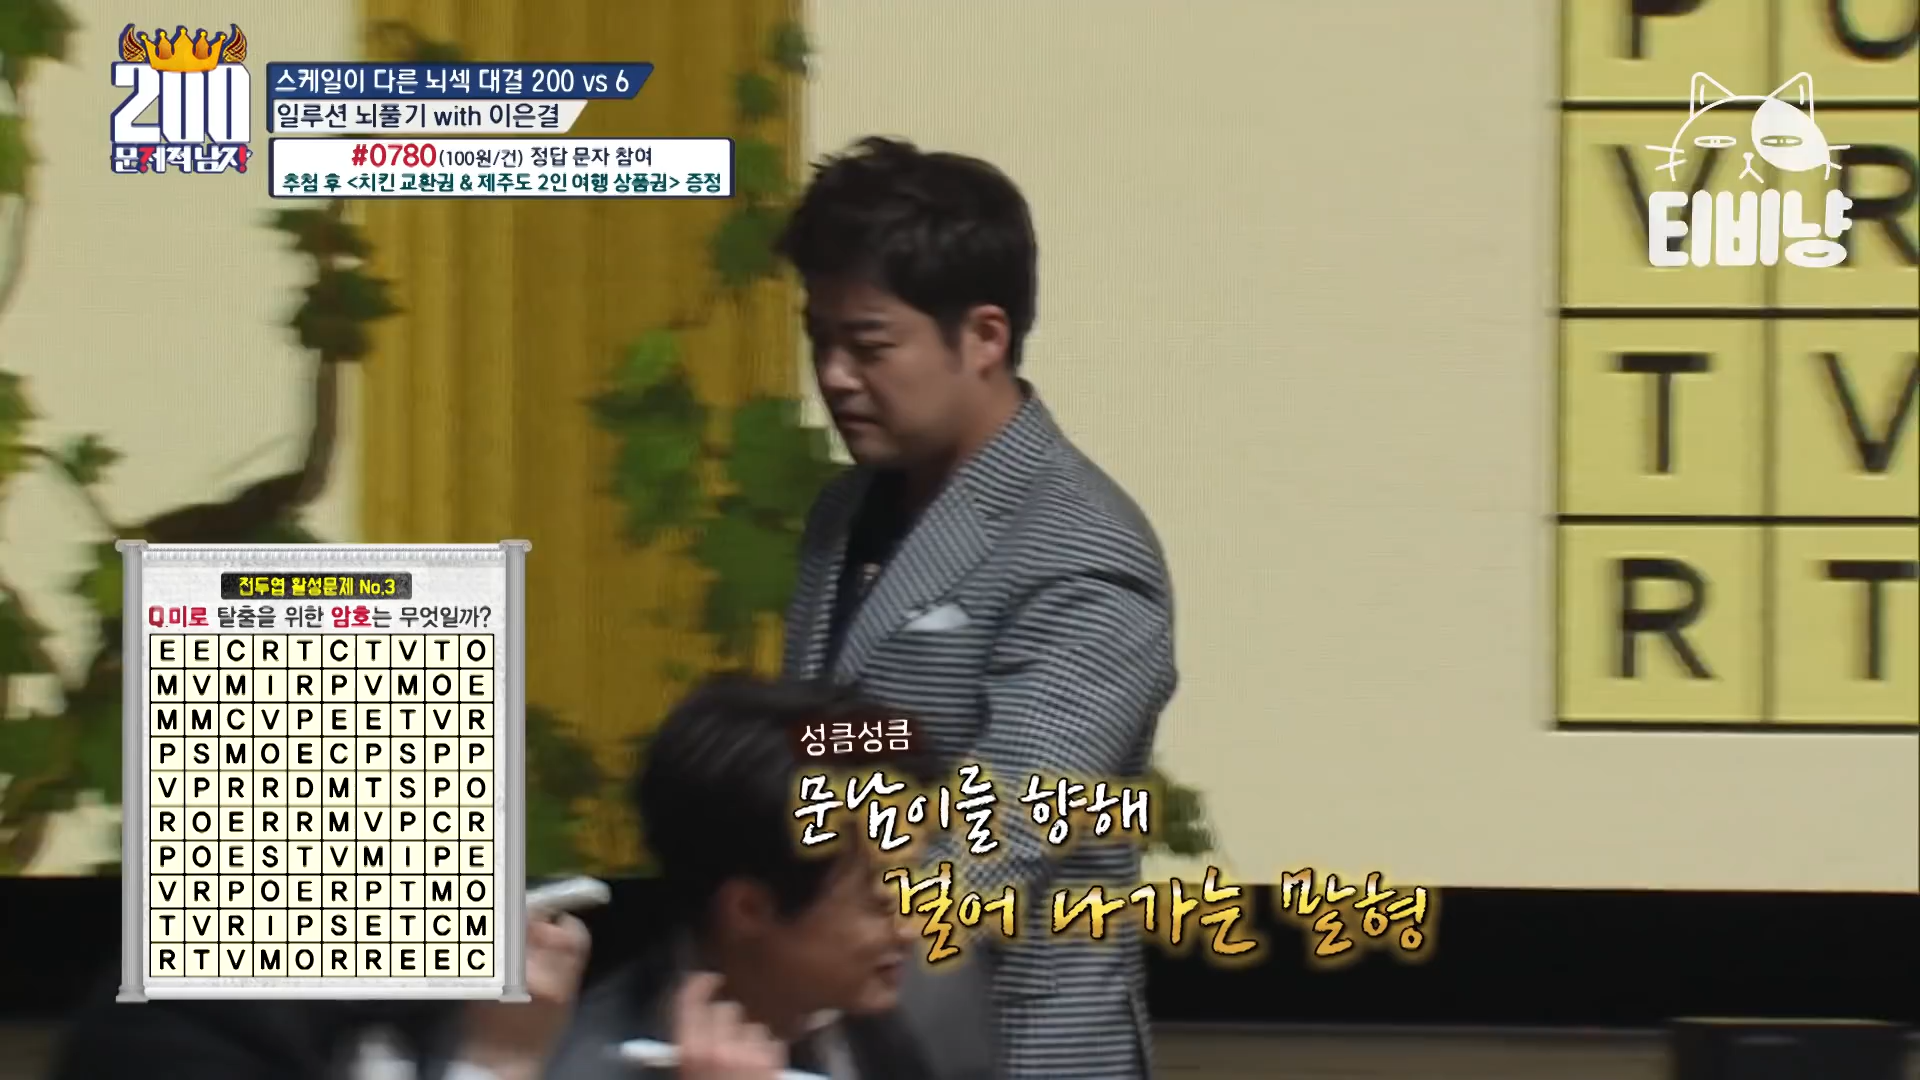 200
문제적남자
스케일이 다른 뇌섹 대결 200 vs 6
일루션 뇌풀기 with 이은결
#0780(100원/건) 정답 문자 참여
추첨 후 <치킨 교환권 & 제주도 2인 여행 상품권> 증정
티비냥
P O
V R
T V
R T
전두엽 활성문제 No.3
Q.미로 탈출을 위한 암호는 무엇일까?
E E C R T C T V T O
M V M I R P V M O E
M M C V P E E T V R
P S M O E C P S P P
V P R R D M T S P O
R O E R R M V P C R
P O E S T V M I P E
V R P O E R P T M O
T V R I P S E T C M
R T V M O R R E E C
성큼성큼
문남이를 향해
걸어 나가는 맏형